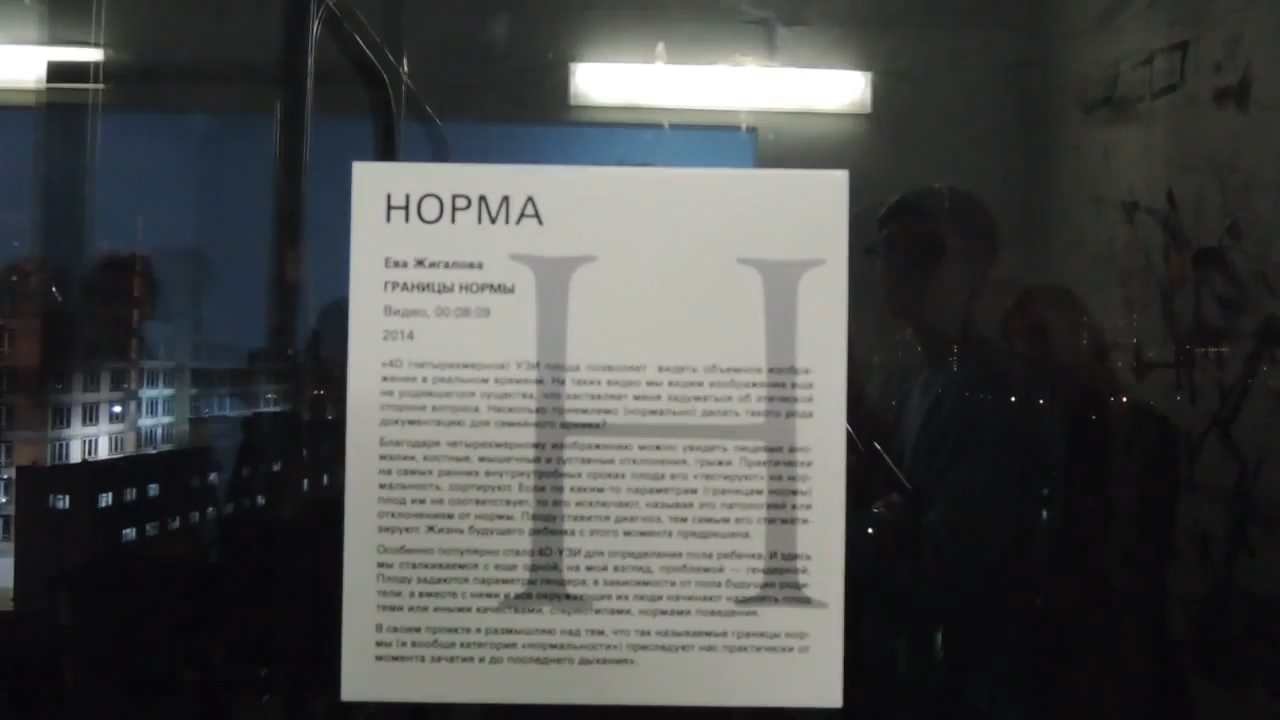 НОРМА
Ева Жигалова
ГРАНИЦЫ НОРМЫ
Видео, 00:08:09
2014
«4D (четырехмерное) УЗИ плода позволяет видеть объемное изобра-
жение в реальном времени. На таких видео мы видим изображение еще
не родившегося существа, что заставляет меня задуматься об этической
стороне вопроса. Насколько приемлемо (нормально) делать такого рода
документацию для семейного архива?
Благодаря четырехмерному изображению можно увидеть лицевые ано-
малии, костные, мышечные и суставные отклонения, грыжи. Практически
на самых ранних внутриутробных сроках плода его «тестируют» на нор-
мальность, сортируют. Если по каким-то параметрам (границам нормы)
плод им не соответствует, то его исключают, называя это патологией или
отклонением от нормы. Плоду ставится диагноз, тем самым его стигмати-
зируют. Жизнь будущего ребенка с этого момента предрешена.
Особенно популярно стало 4D-УЗИ для определения пола ребенка. И здесь
мы сталкиваемся с еще одной, на мой взгляд, проблемой — гендерной.
Плоду задаются параметры гендера, в зависимости от пола будущие роди-
тели, а вместе с ними и все окружающие их люди начинают наделять плод
теми или иными качествами, стереотипами, нормами поведения.
В своем проекте я размышляю над тем, что так называемые границы нор-
мы (и вообще категория «нормальности») преследуют нас практически от
момента зачатия и до последнего дыхания».
Н